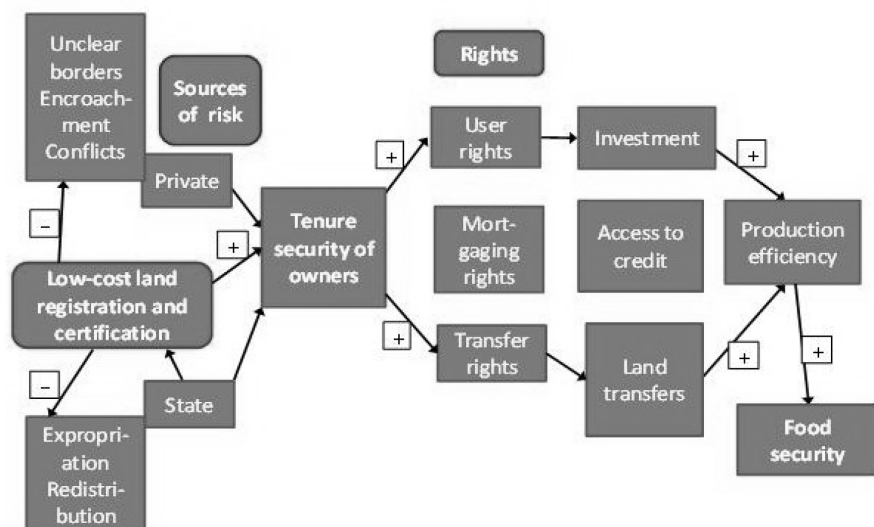 Unclear
borders
Encroach-
ment
Conflicts
Sources
of risk
Rights
Private
User
rights
Investment
+
+
−
+
Tenure
security of
owners
Mort-
gaging
rights
Access to
credit
Production
efficiency
Low-cost land
registration and
certification
+
Transfer
rights
Land
transfers
+
+
−
State
Expropri-
ation
Redistri-
bution
Food
security